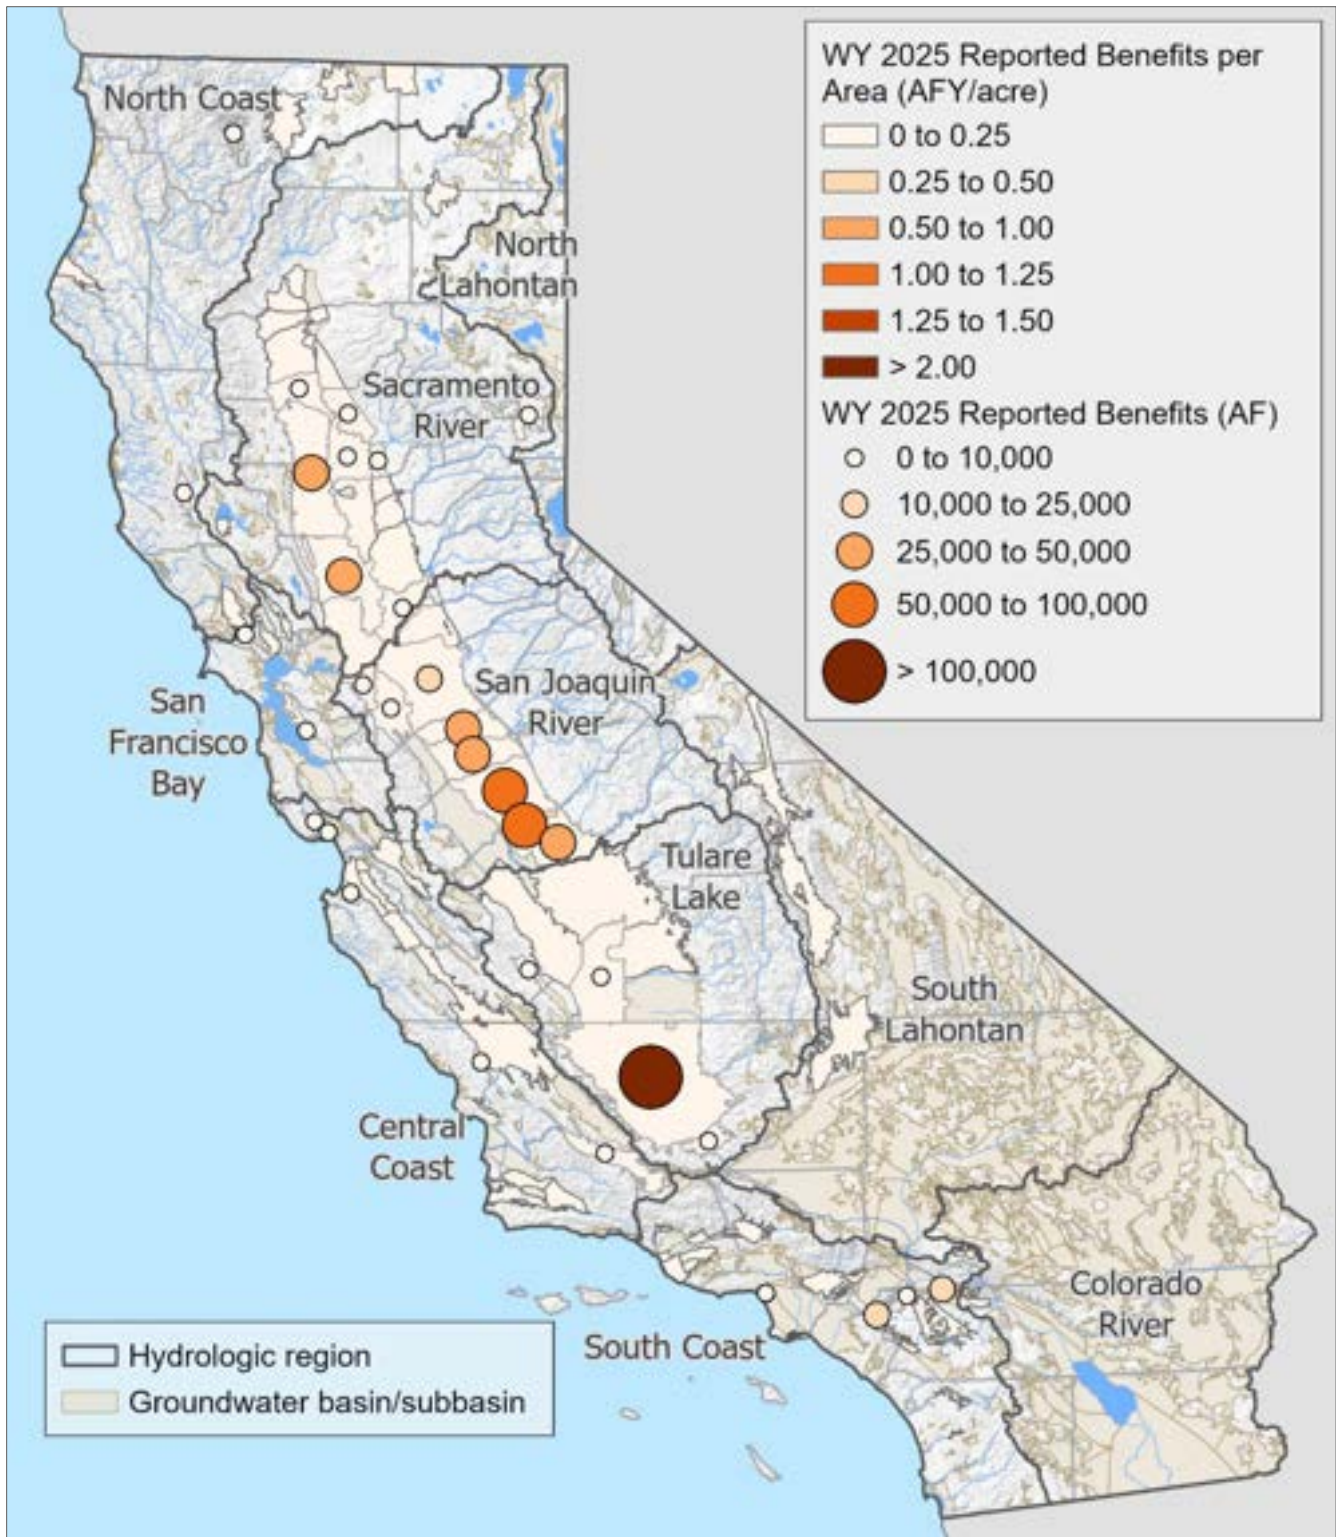 WY 2025 Reported Benefits per
Area (AFY/acre)
0 to 0.25
0.25 to 0.50
0.50 to 1.00
1.00 to 1.25
1.25 to 1.50
> 2.00
WY 2025 Reported Benefits (AF)
0 to 10,000
10,000 to 25,000
25,000 to 50,000
50,000 to 100,000
> 100,000
North Coast
North
Lahontan
Sacramento
River
San Joaquin
River
San
Francisco
Bay
Tulare
Lake
South
Lahontan
Central
Coast
Colorado
River
South Coast
Hydrologic region
Groundwater basin/subbasin